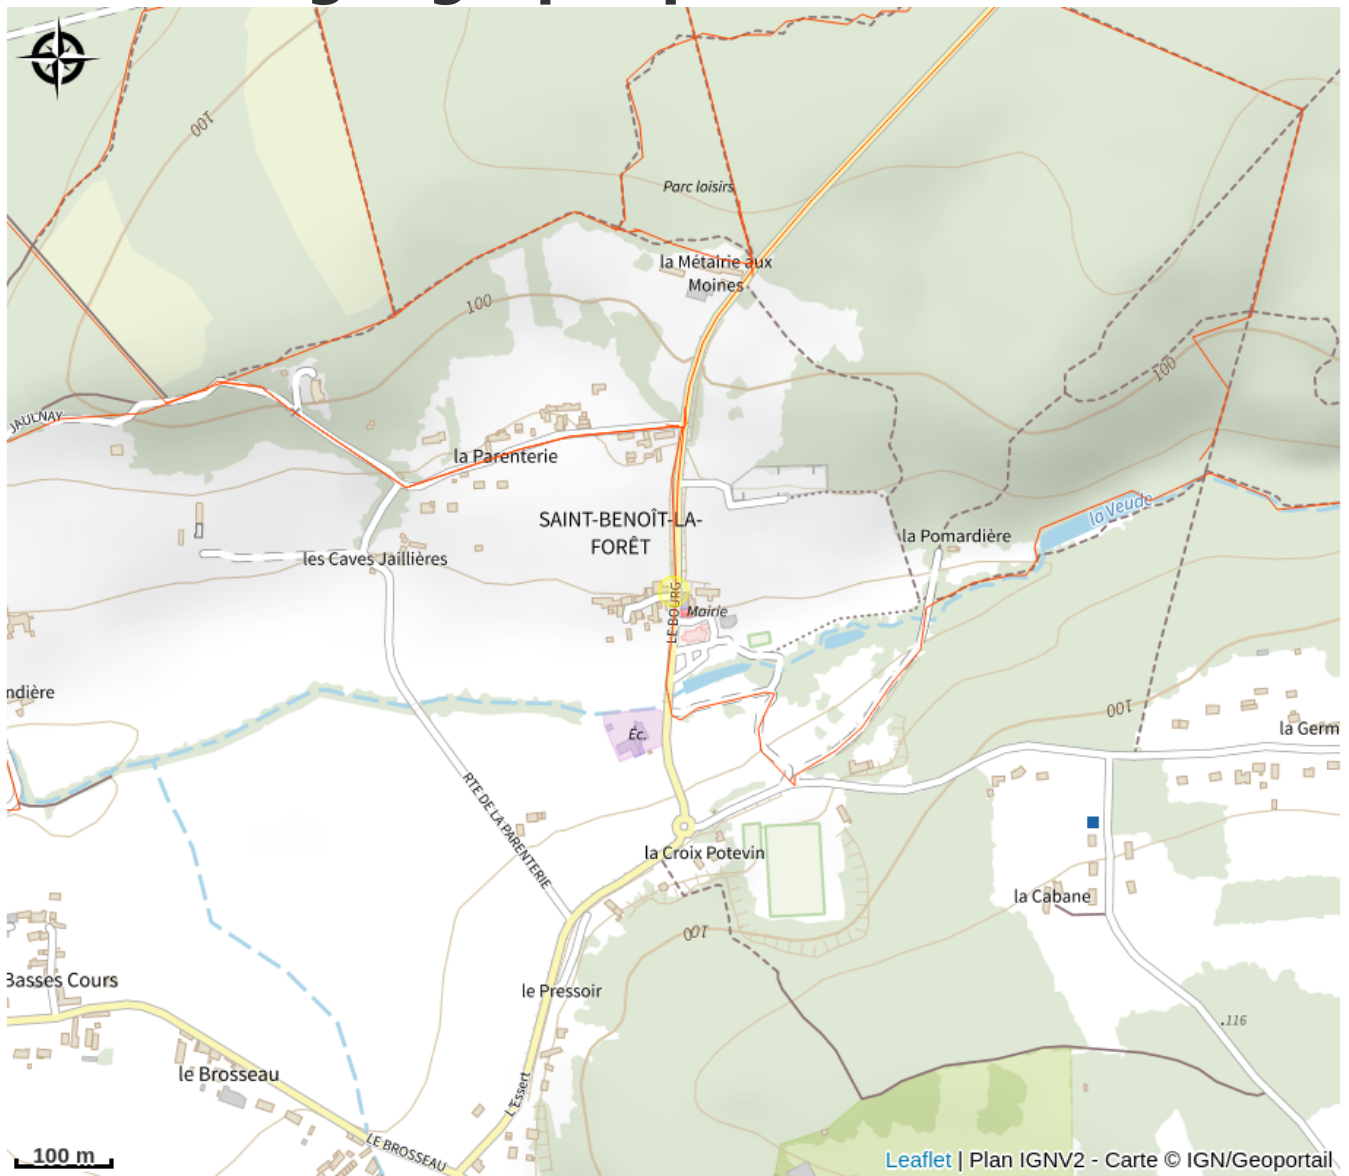 100
Parc loisirs
la Métairie aux
Moines
100
100
JAULNAY
la Parenterie
SAINT-BENOÎT-LA-
FORÊT
la Veude
la Pomardière
les Caves Jaillières
LE BOURG
Mairie
ndière
100
la Germ
Éc.
RTE DE LA PARENTERIE
la Croix Potevin
la Cabane
100
Basses Cours
le Pressoir
.116
le Brosseau
L'Essert
LE BROSSEAU
100 m
Leaflet | Plan IGNV2 - Carte © IGN/Geoportail